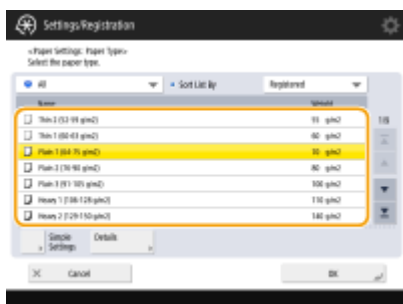 Settings/Registration
<Paper Settings: Paper Type>
Select the paper type.
All
Sort List By
Registered
Name
Weight
Thin 2 (52-59 g/m2)
55 g/m2
1/8
Thin 1 (60-63 g/m2)
60 g/m2
Plain 1 (64-75 g/m2)
70 g/m2
Plain 2 (76-90 g/m2)
80 g/m2
Plain 3 (91-105 g/m2)
100 g/m2
Heavy 1 (106-128 g/m2)
110 g/m2
Heavy 2 (129-150 g/m2)
140 g/m2
Simple
Settings
Details
Cancel
OK